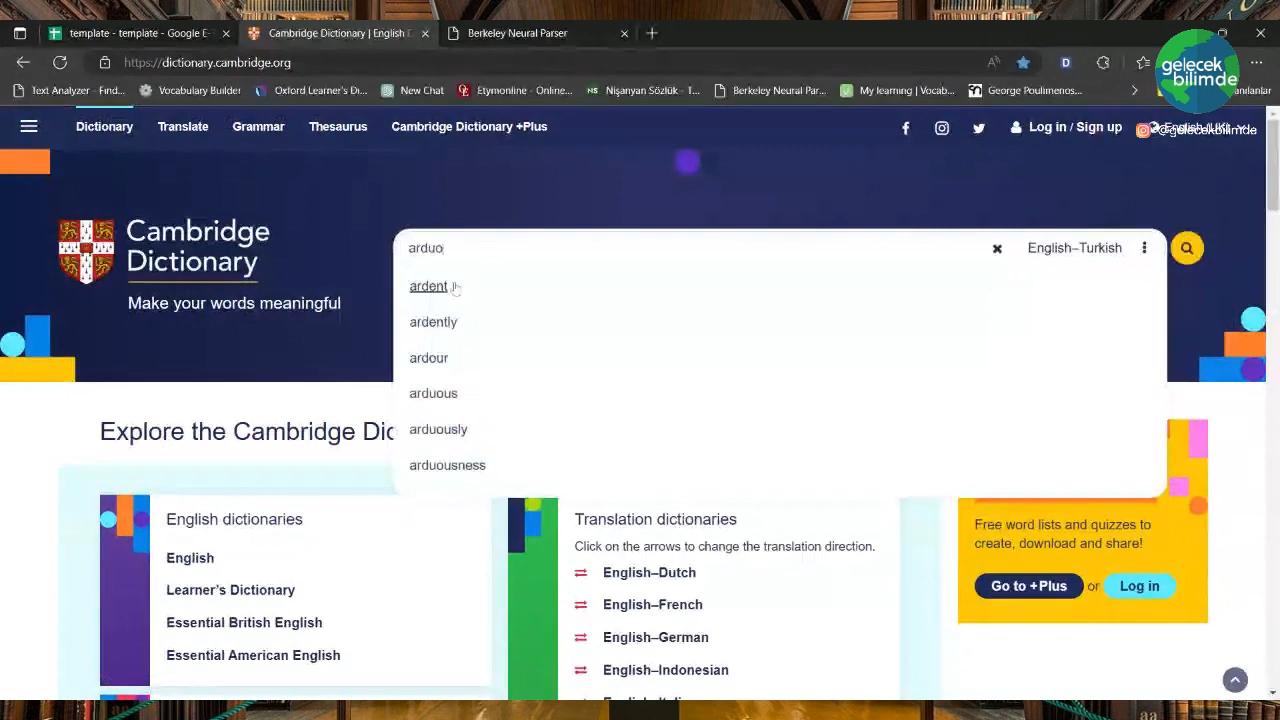 template - template - Google E-
Cambridge Dictionary | English D
Berkeley Neural Parser
https://dictionary.cambridge.org
Text Analyzer - Find...
Vocabulary Builder
Oxford Learner's Di...
New Chat
Etymonline - Online...
NS Nişanyan Sözlük - T...
Berkeley Neural Par...
My learning | Vocab...
George Poulimenos...
gelecek
bilimde
Dictionary
Translate
Grammar
Thesaurus
Cambridge Dictionary +Plus
Log in / Sign up
English (UK)
@gelecekbilimde
Cambridge
Dictionary
Make your words meaningful
arduo
English–Turkish
ardent
ardently
ardour
arduous
arduously
arduousness
Explore the Cambridge Dic
English dictionaries
English
Learner's Dictionary
Essential British English
Essential American English
Translation dictionaries
Click on the arrows to change the translation direction.
English–Dutch
English–French
English–German
English–Indonesian
Free word lists and quizzes to
create, download and share!
Go to +Plus or Log in